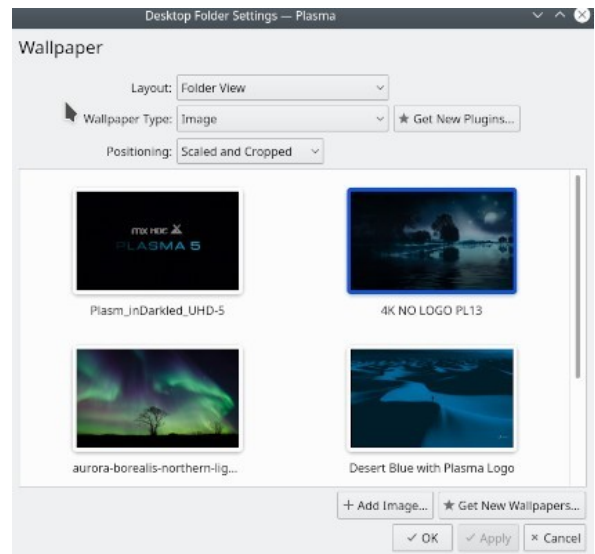 Desktop Folder Settings — Plasma
Wallpaper
Layout: Folder View
Wallpaper Type: Image ★ Get New Plugins...
Positioning: Scaled and Cropped
PLASMA 5
Plasm_inDarkled_UHD-5 4K NO LOGO PL13
aurora-borealis-northern-lig... Desert Blue with Plasma Logo
+ Add Image... ★ Get New Wallpapers...
✓ OK ✓ Apply × Cancel